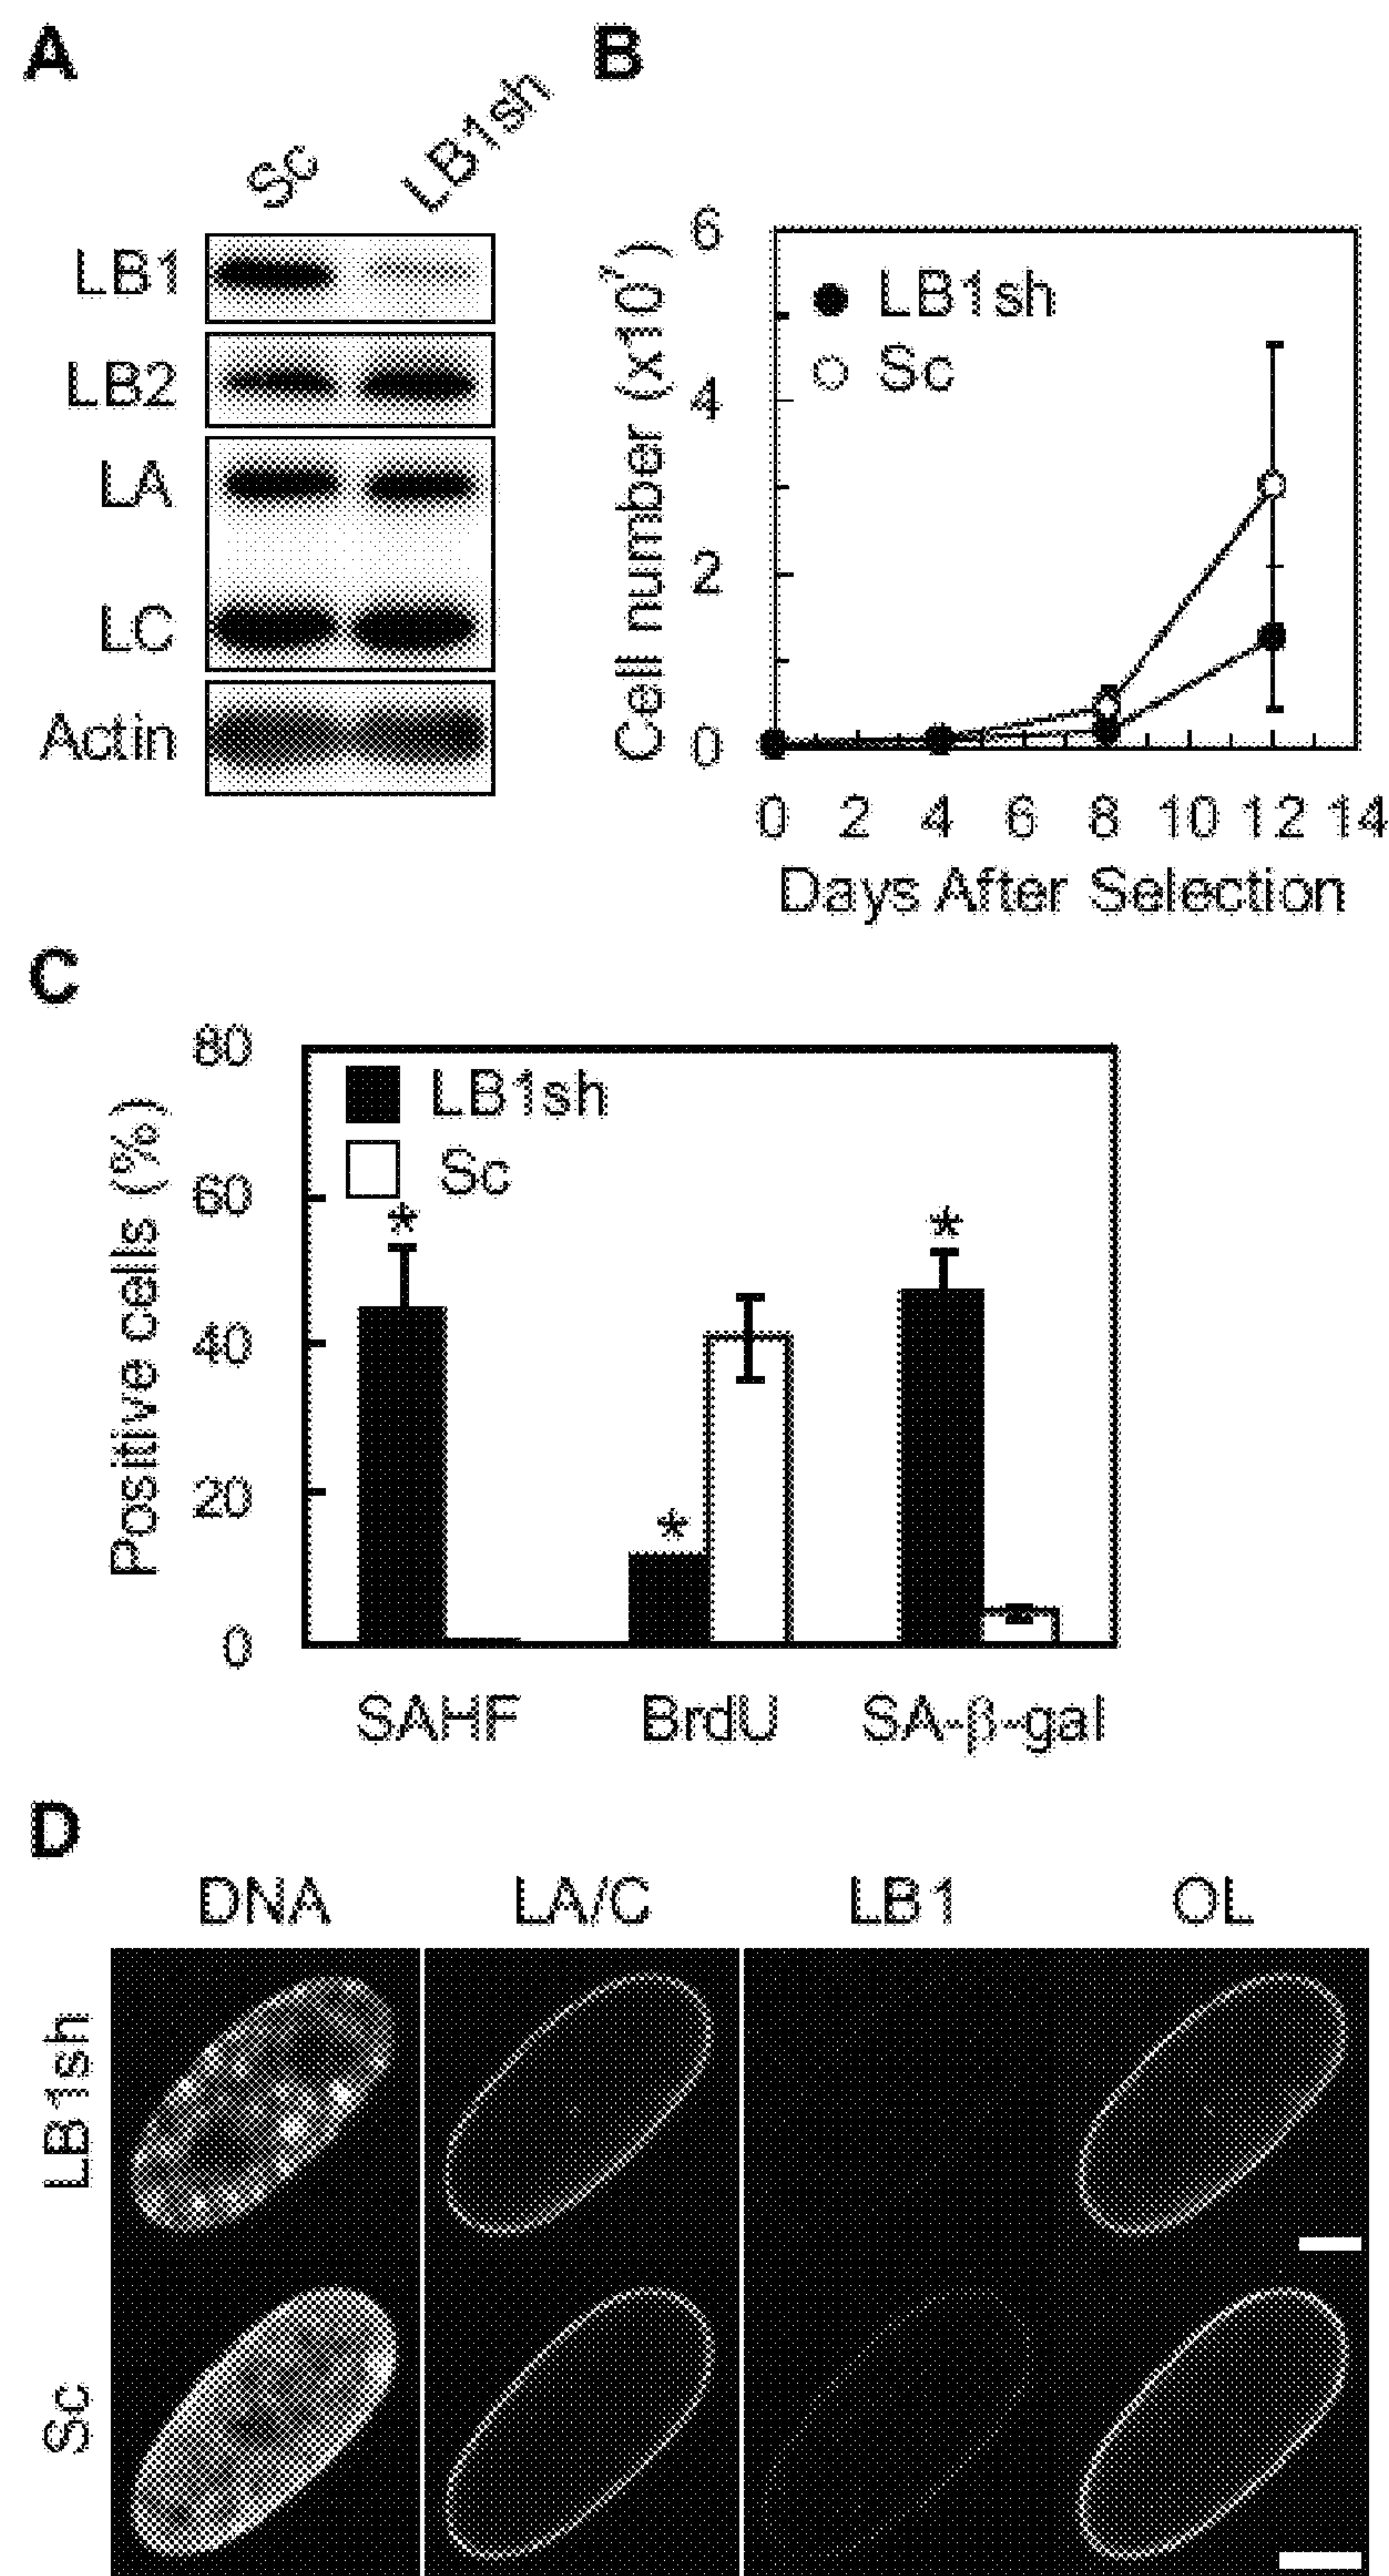 A
Sc
LB1sh
LB1
LB2
LA
LC
Actin
B
Cell number (x10⁷)
6
4
2
0
LB1sh
Sc
0 2 4 6 8 10 12 14
Days After Selection
C
Positive cells (%)
80
60
40
20
0
LB1sh
Sc
*
*
*
SAHF BrdU SA-β-gal
D
DNA LA/C LB1 OL
LB1sh
Sc